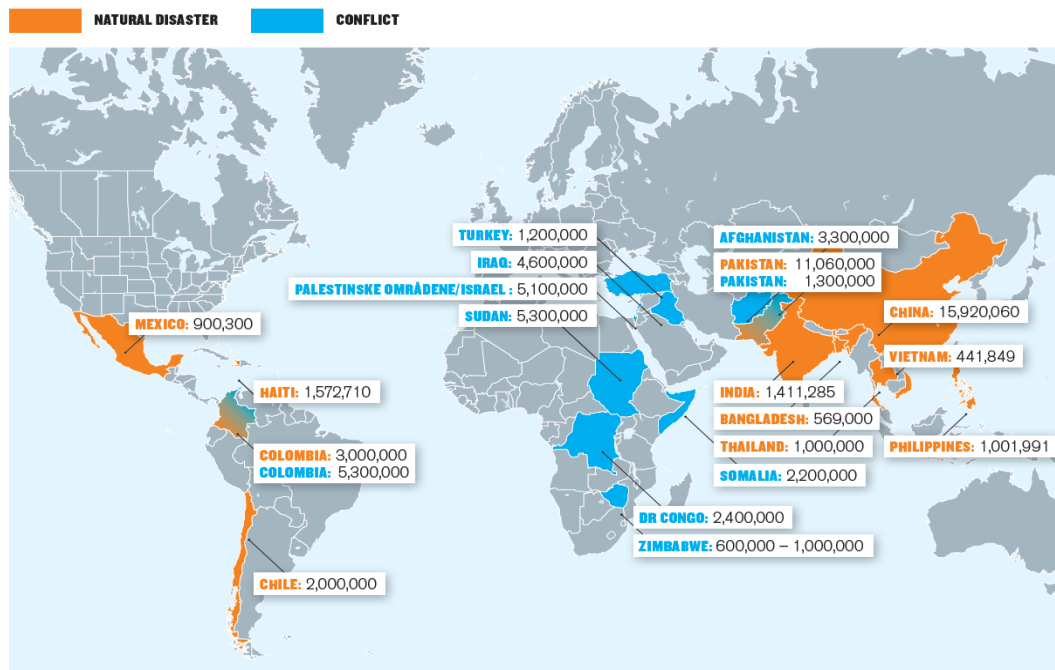 NATURAL DISASTER
CONFLICT
TURKEY: 1,200,000
IRAQ: 4,600,000
PALESTINSKE OMRÅDENE/ISRAEL : 5,100,000
SUDAN: 5,300,000
AFGHANISTAN: 3,300,000
PAKISTAN: 11,060,000
PAKISTAN: 1,300,000
CHINA: 15,920,060
MEXICO: 900,300
VIETNAM: 441,849
HAITI: 1,572,710
INDIA: 1,411,285
BANGLADESH: 569,000
THAILAND: 1,000,000
PHILIPPINES: 1,001,991
COLOMBIA: 3,000,000
COLOMBIA: 5,300,000
SOMALIA: 2,200,000
DR CONGO: 2,400,000
ZIMBABWE: 600,000 – 1,000,000
CHILE: 2,000,000